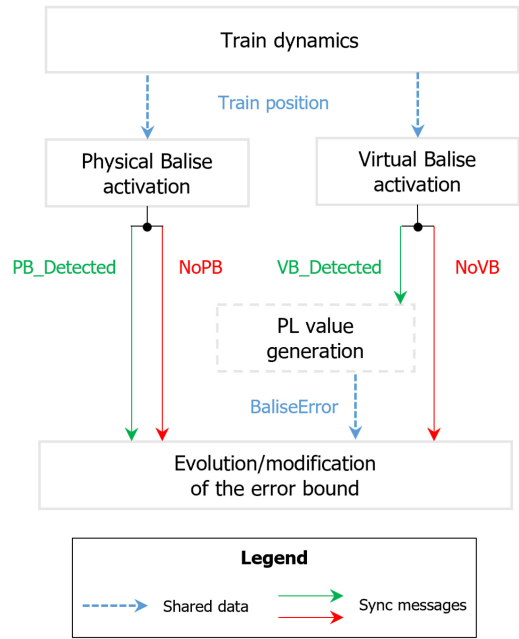 Train dynamics
Train position
Physical Balise
activation
Virtual Balise
activation
PB_Detected
NoPB
VB_Detected
NoVB
PL value
generation
BaliseError
Evolution/modification
of the error bound
Legend
Shared data
Sync messages